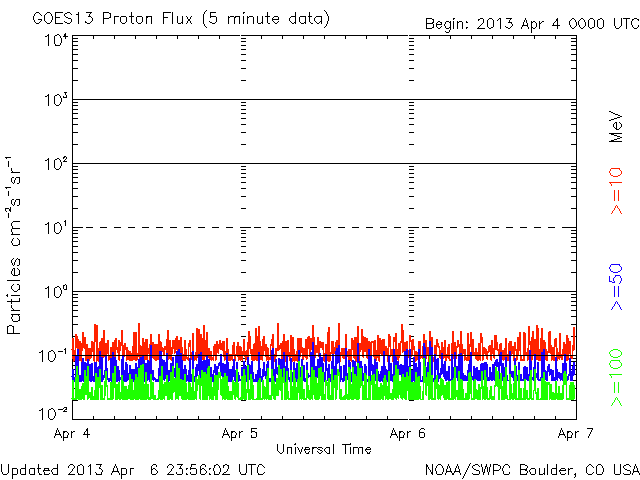 GOES13 Proton Flux (5 minute data)
Begin: 2013 Apr 4 0000 UTC
Particles cm⁻²s⁻¹sr⁻¹
10⁴
10³
10²
10¹
10⁰
10⁻¹
10⁻²
Apr 4
Apr 5
Apr 6
Apr 7
Universal Time
MeV
>=10
>=50
>=100
Updated 2013 Apr 6 23:56:02 UTC
NOAA/SWPC Boulder, CO USA